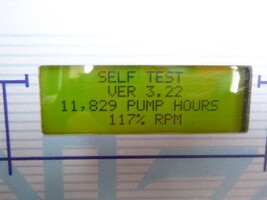 SELF TEST
VER 3.22
11,829 PUMP HOURS
117% RPM